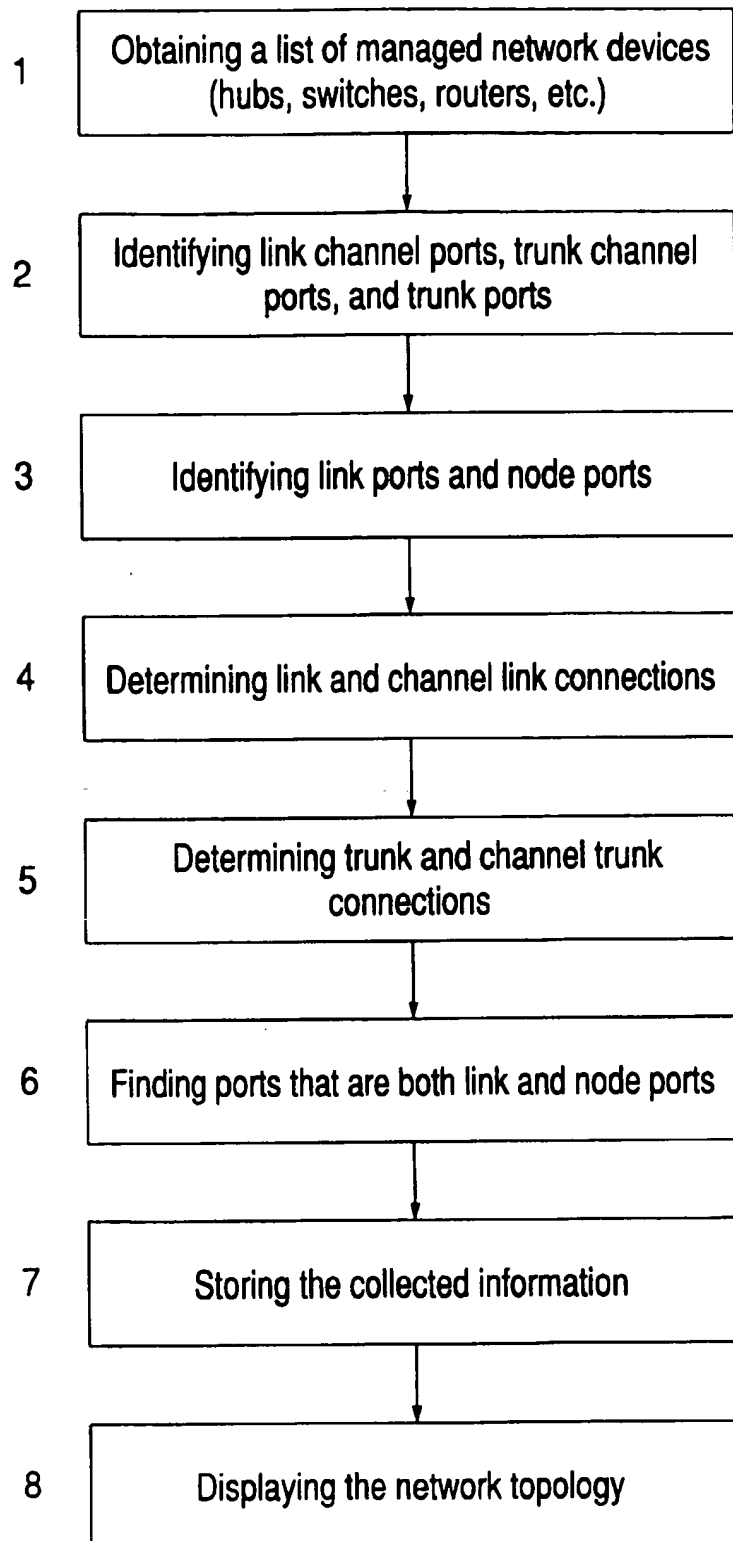 1
Obtaining a list of managed network devices
(hubs, switches, routers, etc.)
2
Identifying link channel ports, trunk channel
ports, and trunk ports
3
Identifying link ports and node ports
4
Determining link and channel link connections
5
Determining trunk and channel trunk
connections
6
Finding ports that are both link and node ports
7
Storing the collected information
8
Displaying the network topology